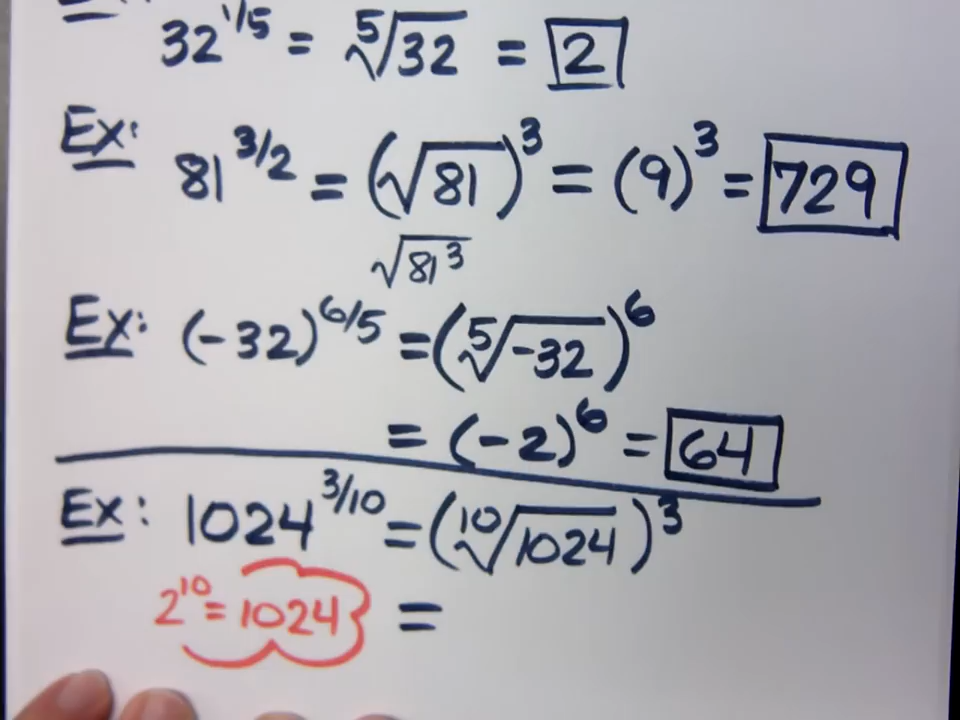 32^{1/5} = ⁵√32 = 2
Ex: 81^{3/2} = (√81)^3 = (9)^3 = 729
√81^3
Ex: (-32)^{6/5} = (⁵√-32)^6
= (-2)^6 = 64
Ex: 1024^{3/10} = (¹⁰√1024)^3
2^{10} = 1024 =